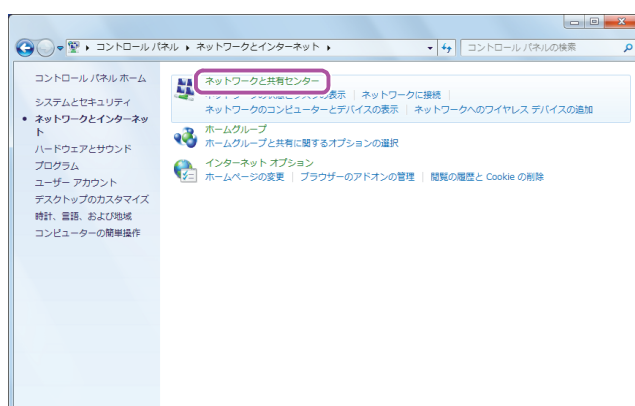 コントロール パネル ▸ ネットワークとインターネット ▸
コントロール パネルの検索
コントロール パネル ホーム
システムとセキュリティ
• ネットワークとインターネッ
ト
ハードウェアとサウンド
プログラム
ユーザー アカウント
デスクトップのカスタマイズ
時計、言語、および地域
コンピューターの簡単操作
ネットワークと共有センター
の表示 | ネットワークに接続 |
ネットワークのコンピューターとデバイスの表示 | ネットワークへのワイヤレス デバイスの追加
ホームグループ
ホームグループと共有に関するオプションの選択
インターネット オプション
ホームページの変更 | ブラウザーのアドオンの管理 | 閲覧の履歴と Cookie の削除